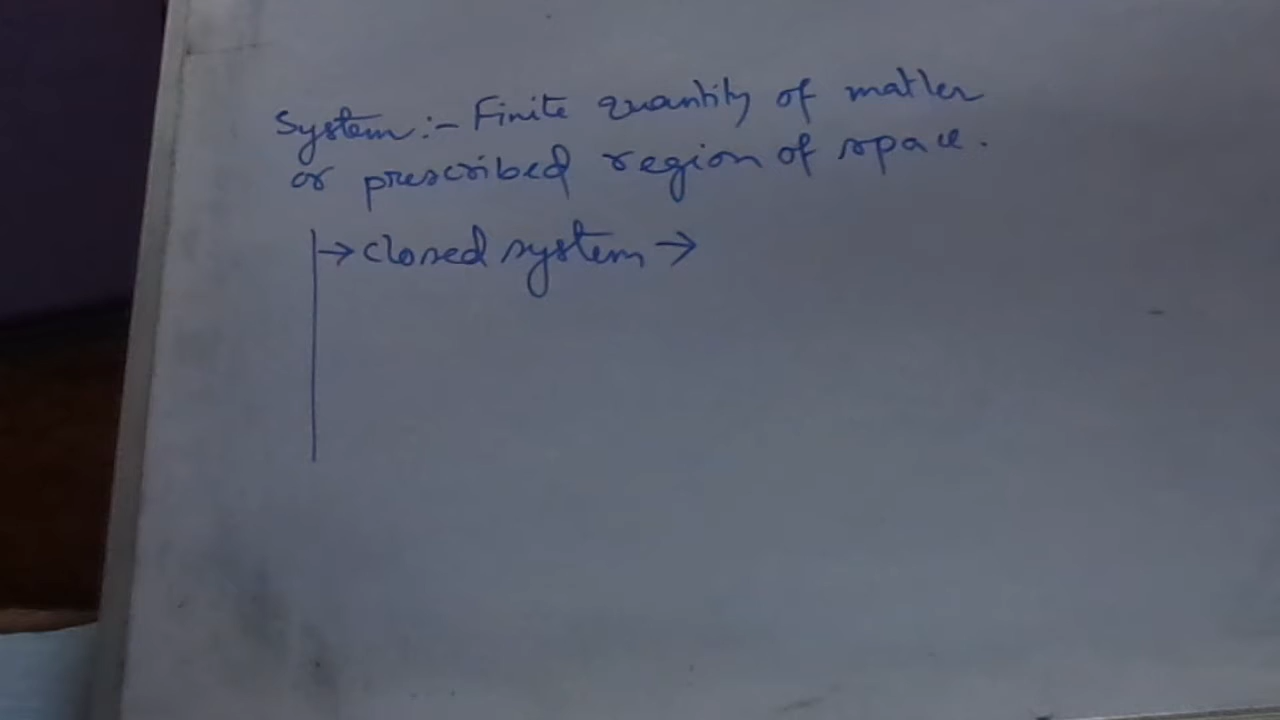 System:- Finite quantity of matter
or prescribed region of space.
→ closed system →